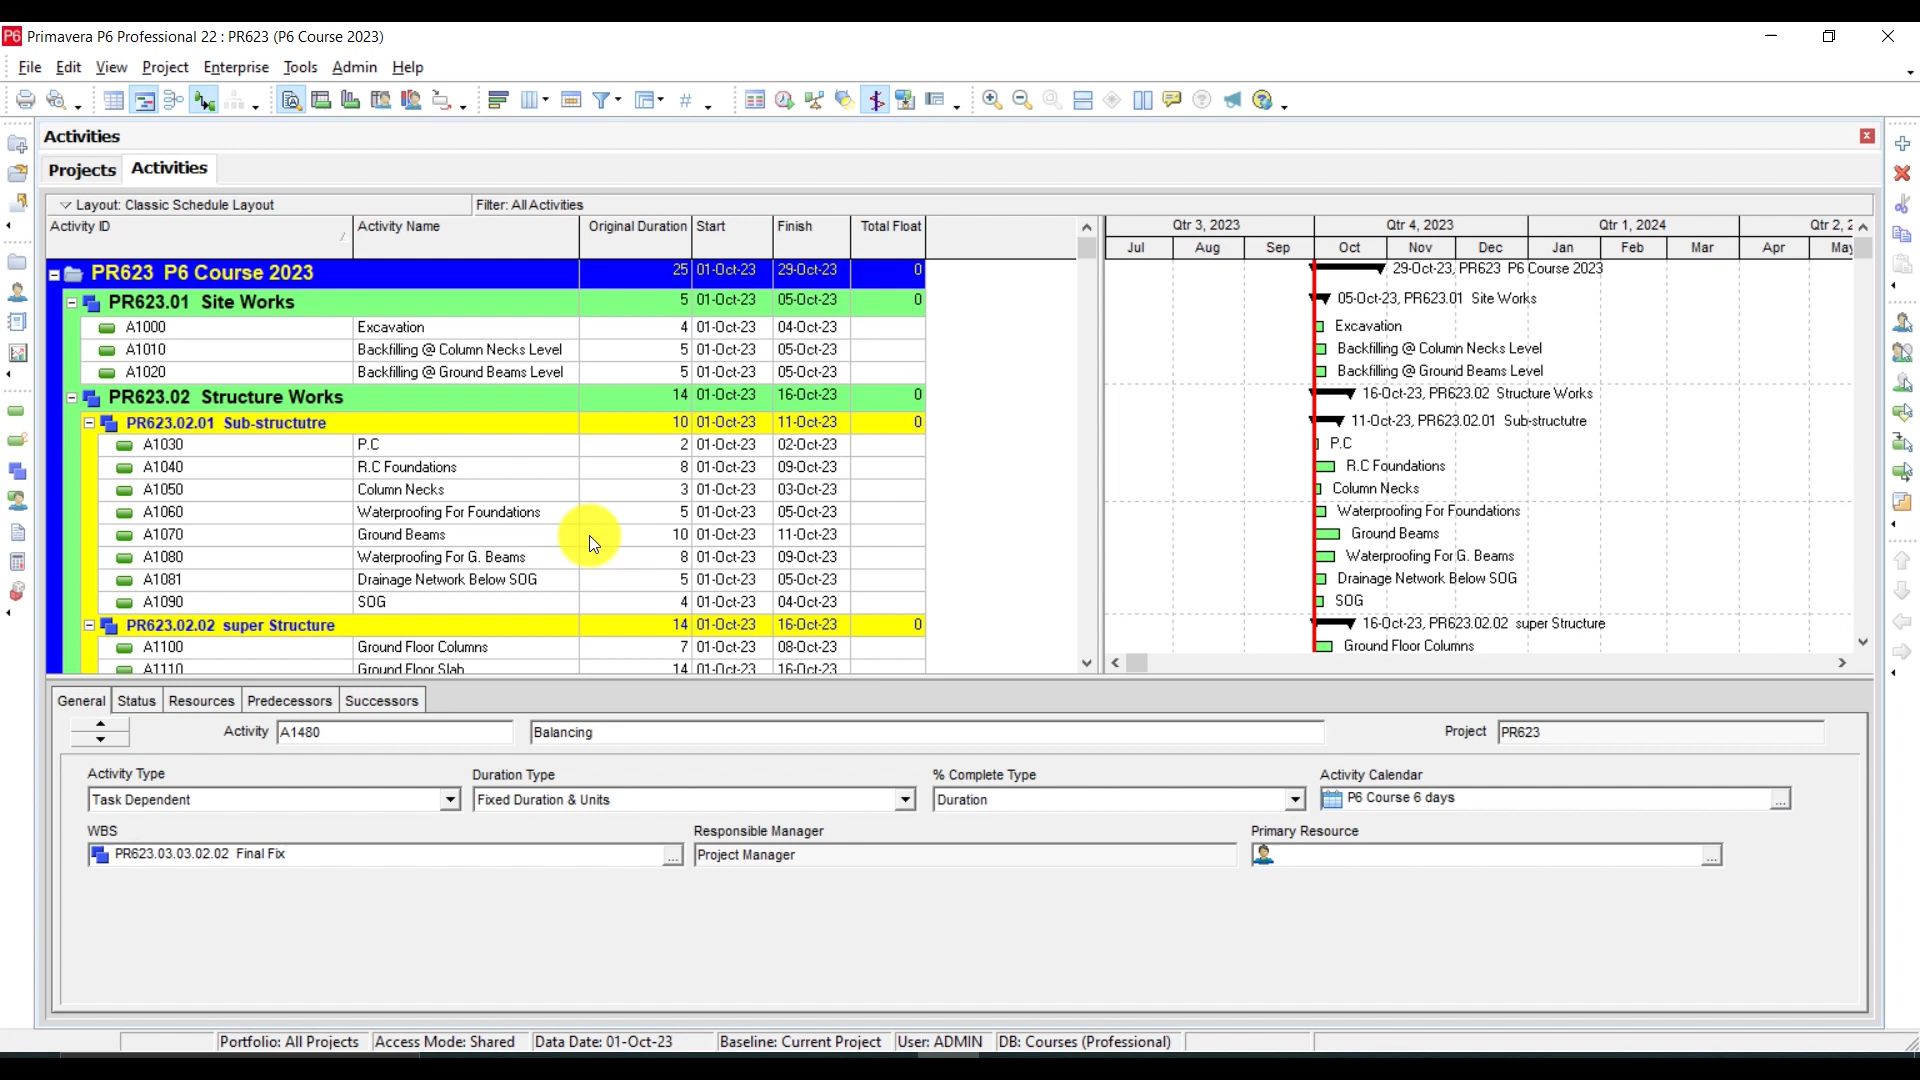 P6 Primavera P6 Professional 22 : PR623 (P6 Course 2023)
File Edit View Project Enterprise Tools Admin Help
Activities
Projects Activities
Layout: Classic Schedule Layout Filter: All Activities
Activity ID Activity Name Original Duration Start Finish Total Float
Qtr 3, 2023 Qtr 4, 2023 Qtr 1, 2024 Qtr 2, 2
Jul Aug Sep Oct Nov Dec Jan Feb Mar Apr May
PR623 P6 Course 2023 25 01-Oct-23 29-Oct-23 0 29-Oct-23, PR623 P6 Course 2023
PR623.01 Site Works 5 01-Oct-23 05-Oct-23 0 05-Oct-23, PR623.01 Site Works
A1000 Excavation 4 01-Oct-23 04-Oct-23 Excavation
A1010 Backfilling @ Column Necks Level 5 01-Oct-23 05-Oct-23 Backfilling @ Column Necks Level
A1020 Backfilling @ Ground Beams Level 5 01-Oct-23 05-Oct-23 Backfilling @ Ground Beams Level
PR623.02 Structure Works 14 01-Oct-23 16-Oct-23 0 16-Oct-23, PR623.02 Structure Works
PR623.02.01 Sub-structutre 10 01-Oct-23 11-Oct-23 0 11-Oct-23, PR623.02.01 Sub-structutre
A1030 P.C 2 01-Oct-23 02-Oct-23 P.C
A1040 R.C Foundations 8 01-Oct-23 09-Oct-23 R.C Foundations
A1050 Column Necks 3 01-Oct-23 03-Oct-23 Column Necks
A1060 Waterproofing For Foundations 5 01-Oct-23 05-Oct-23 Waterproofing For Foundations
A1070 Ground Beams 10 01-Oct-23 11-Oct-23 Ground Beams
A1080 Waterproofing For G. Beams 8 01-Oct-23 09-Oct-23 Waterproofing For G. Beams
A1081 Drainage Network Below SOG 5 01-Oct-23 05-Oct-23 Drainage Network Below SOG
A1090 SOG 4 01-Oct-23 04-Oct-23 SOG
PR623.02.02 super Structure 14 01-Oct-23 16-Oct-23 0 16-Oct-23, PR623.02.02 super Structure
A1100 Ground Floor Columns 7 01-Oct-23 08-Oct-23 Ground Floor Columns
A1110 Ground Floor Slab 14 01-Oct-23 16-Oct-23
General Status Resources Predecessors Successors
Activity A1480 Balancing Project PR623
Activity Type Duration Type % Complete Type Activity Calendar
Task Dependent Fixed Duration & Units Duration P6 Course 6 days ...
WBS Responsible Manager Primary Resource
PR623.03.03.02.02 Final Fix ... Project Manager ...
Portfolio: All Projects Access Mode: Shared Data Date: 01-Oct-23 Baseline: Current Project User: ADMIN DB: Courses (Professional)